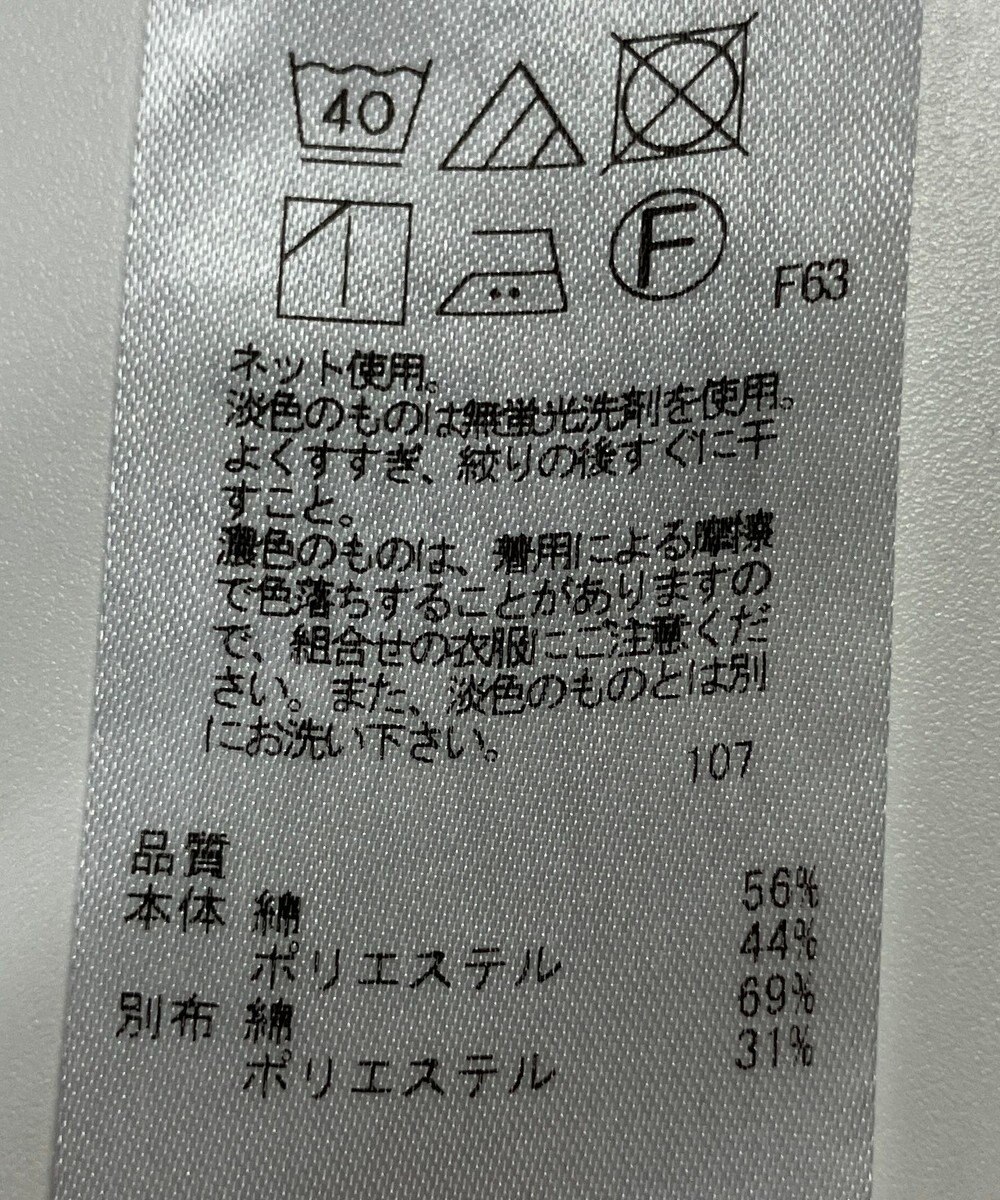 40
F
F63
ネット使用。
淡色のものは無蛍光洗剤を使用。
よくすすぎ、絞りの後すぐに干
すこと。
濃色のものは、着用による摩擦
で色落ちすることがありますの
で、組合せの衣服にご注意くだ
さい。また、淡色のものとは別
にお洗い下さい。
107
品質
本体 綿 56%
ポリエステル 44%
別布 綿 69%
ポリエステル 31%